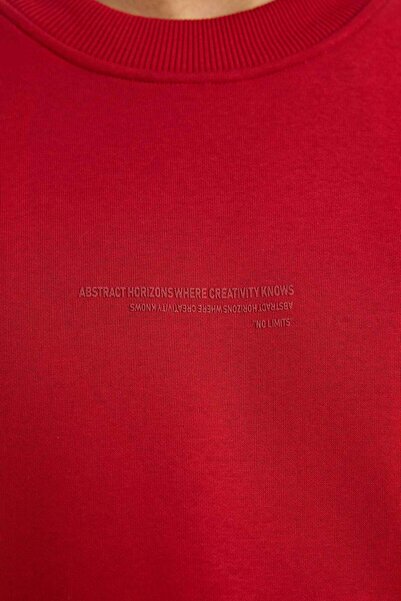 ABSTRACT HORIZONS WHERE CREATIVITY KNOWS
ABSTRACT HORIZONS WHERE CREATIVITY KNOWS
"NO LIMITS"